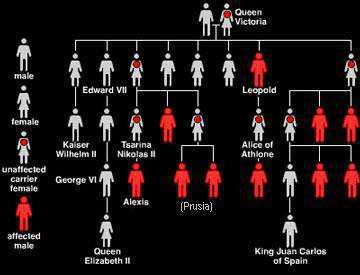 Queen
Victoria
male
Edward VII
Leopold
female
Kaiser
Wilhelm II
Tsarina
Nikolas II
Alice of
Athlone
unaffected
carrier
female
George VI
Alexis
(Prusia)
affected
male
Queen
Elizabeth II
King Juan Carlos
of Spain